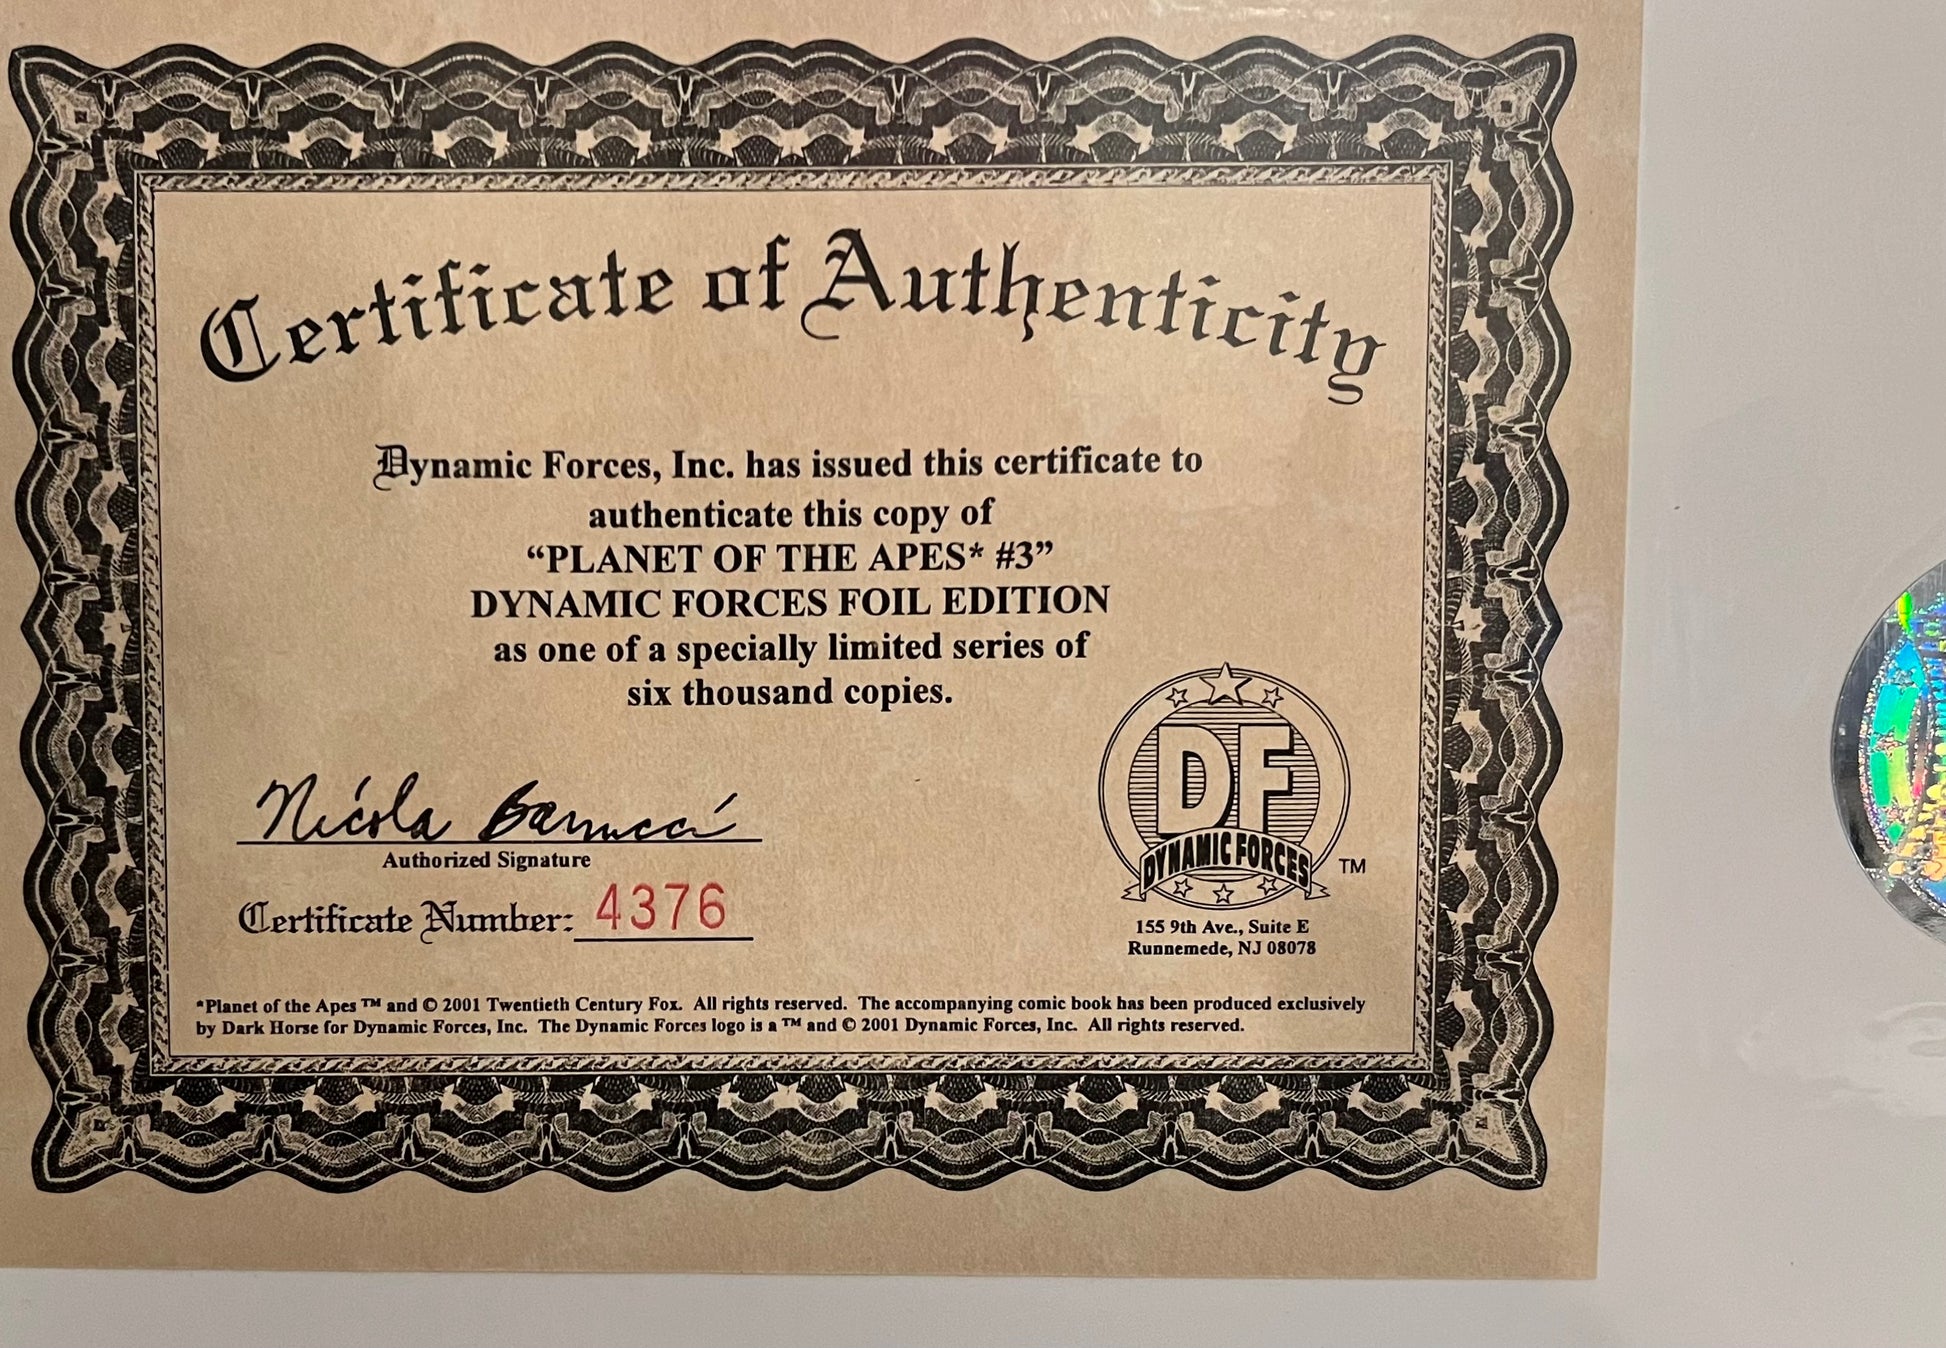 Certificate of Authenticity
Dynamic Forces, Inc. has issued this certificate to
authenticate this copy of
“PLANET OF THE APES* #3”
DYNAMIC FORCES FOIL EDITION
as one of a specially limited series of
six thousand copies.
Nicola Barrucci
Authorized Signature
Certificate Number: 4376
DF
DYNAMIC FORCES
TM
155 9th Ave., Suite E
Runnemede, NJ 08078
*Planet of the Apes ™ and © 2001 Twentieth Century Fox. All rights reserved. The accompanying comic book has been produced exclusively
by Dark Horse for Dynamic Forces, Inc. The Dynamic Forces logo is a ™ and © 2001 Dynamic Forces, Inc. All rights reserved.